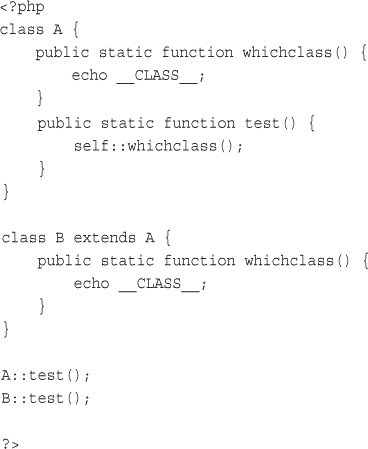 <?php
class A {
    public static function whichclass() {
        echo __CLASS__;
    }
    public static function test() {
        self::whichclass();
    }
}

class B extends A {
    public static function whichclass() {
        echo __CLASS__;
    }
}

A::test();
B::test();

?>